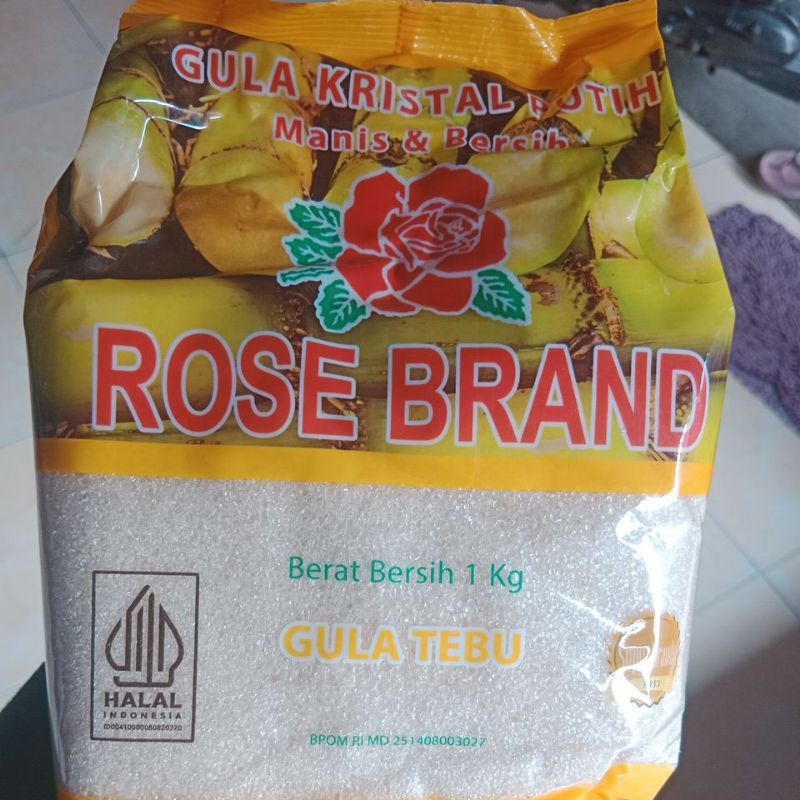 GULA KRISTAL PUTIH
Manis & Bersih
ROSE BRAND
Berat Bersih 1 Kg
GULA TEBU
HALAL
INDONESIA
ID00410000060820320
BPOM RI MD 251408003027